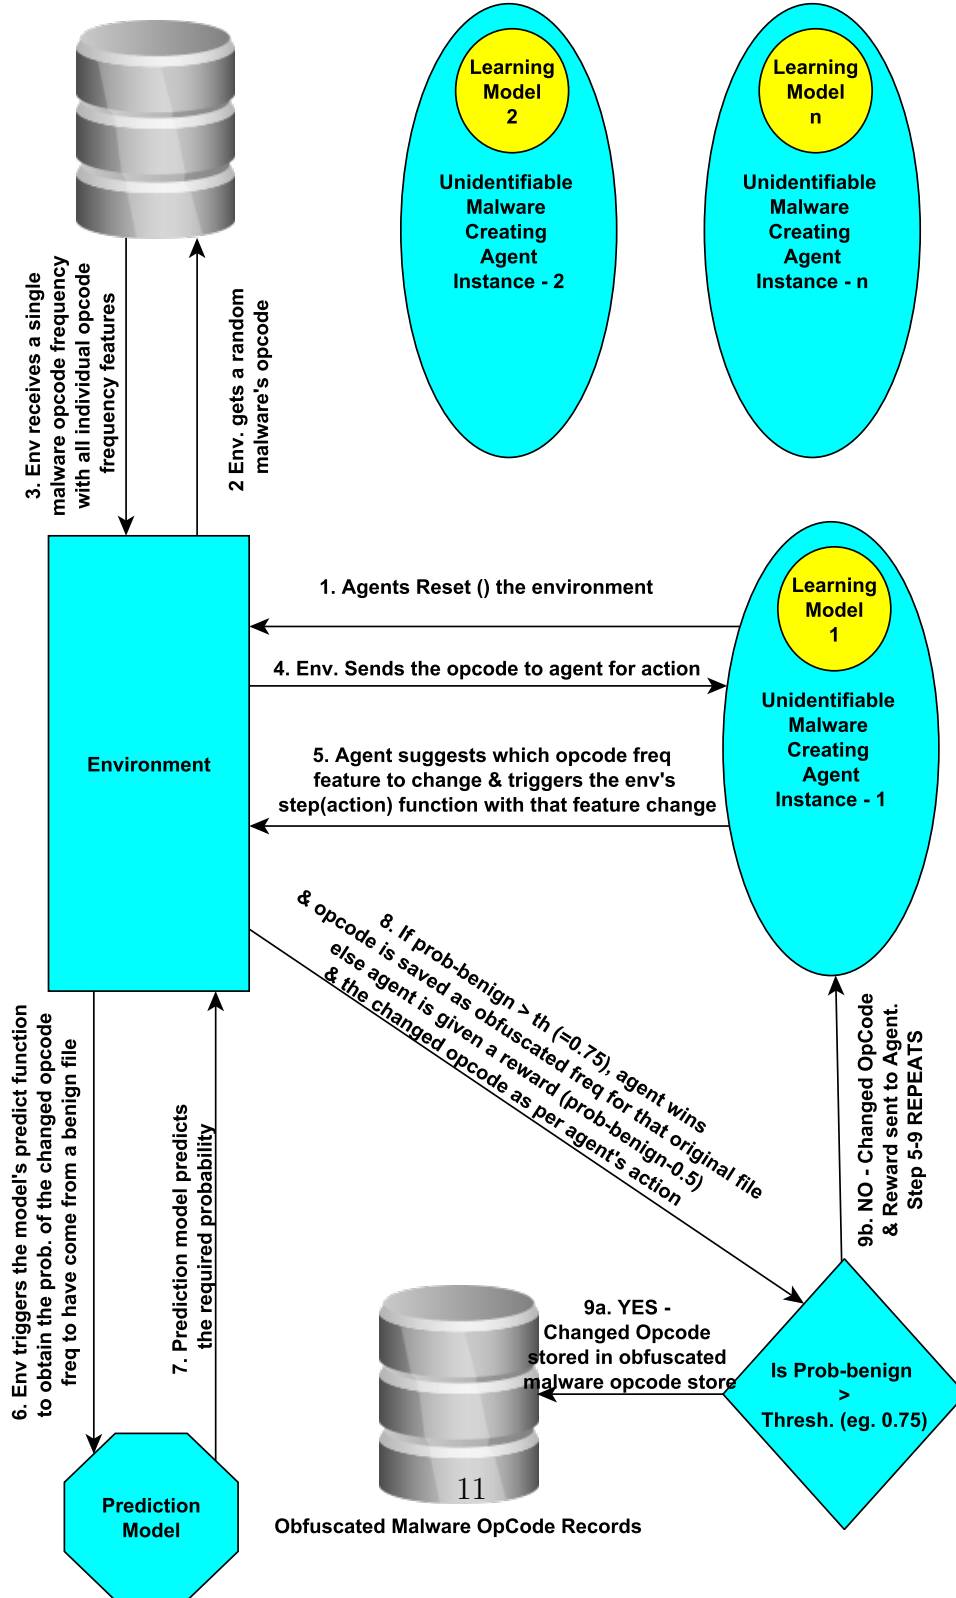 Learning
Model
2
Unidentifiable
Malware
Creating
Agent
Instance - 2
Learning
Model
n
Unidentifiable
Malware
Creating
Agent
Instance - n
3. Env receives a single
malware opcode frequency
with all individual opcode
frequency features
2 Env. gets a random
malware's opcode
1. Agents Reset () the environment
4. Env. Sends the opcode to agent for action
5. Agent suggests which opcode freq
feature to change & triggers the env's
step(action) function with that feature change
Environment
Learning
Model
1
Unidentifiable
Malware
Creating
Agent
Instance - 1
8. If prob-benign > th (=0.75), agent wins
& opcode is saved as obfuscated freq for that original file
else agent is given a reward (prob-benign-0.5)
& the changed opcode as per agent's action
6. Env triggers the model's predict function
to obtain the prob. of the changed opcode
freq to have come from a benign file
7. Prediction model predicts
the required probability
9b. NO - Changed OpCode
& Reward sent to Agent.
Step 5-9 REPEATS
9a. YES -
Changed Opcode
stored in obfuscated
malware opcode store
Is Prob-benign
>
Thresh. (eg. 0.75)
11
Obfuscated Malware OpCode Records
Prediction
Model